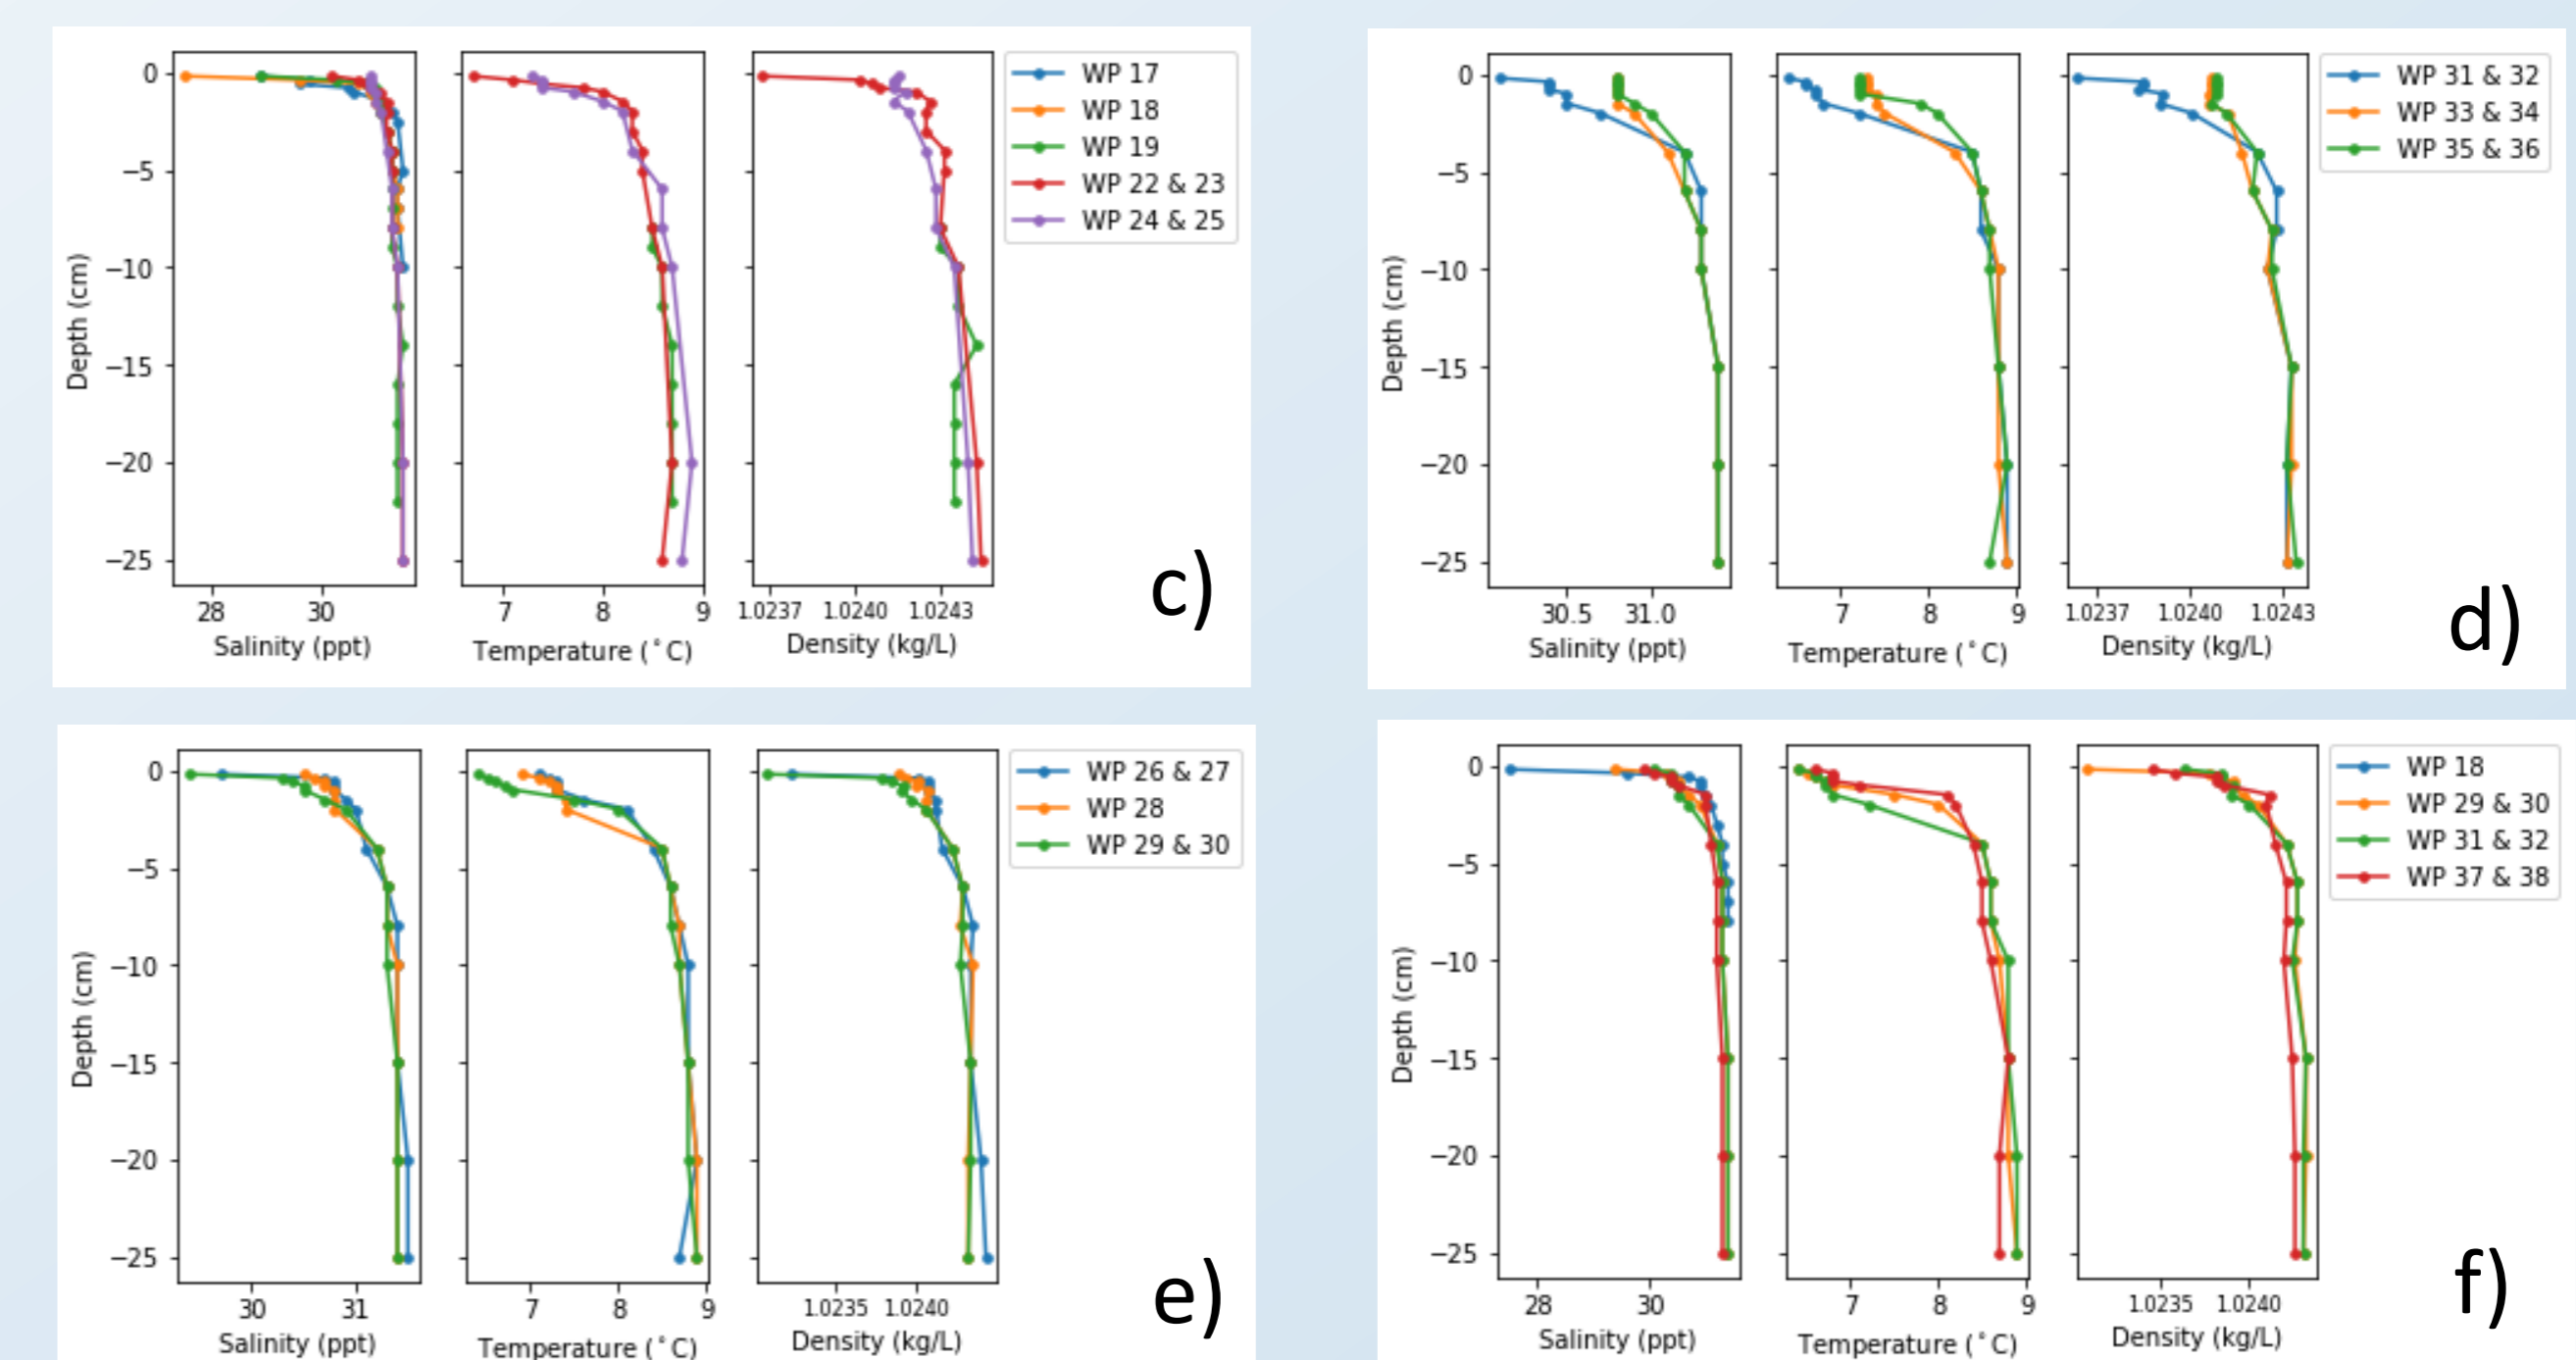 0
−5
−10
−15
−20
−25
Depth (cm)
28 30
Salinity (ppt)
7 8 9
Temperature (˚C)
1.0237 1.0240 1.0243
Density (kg/L)
WP 17
WP 18
WP 19
WP 22 & 23
WP 24 & 25
c)
0
−5
−10
−15
−20
−25
Depth (cm)
30.5 31.0
Salinity (ppt)
7 8 9
Temperature (˚C)
1.0237 1.0240 1.0243
Density (kg/L)
WP 31 & 32
WP 33 & 34
WP 35 & 36
d)
0
−5
−10
−15
−20
−25
Depth (cm)
30 31
Salinity (ppt)
7 8 9
Temperature (˚C)
1.0235 1.0240
Density (kg/L)
WP 26 & 27
WP 28
WP 29 & 30
e)
0
−5
−10
−15
−20
−25
Depth (cm)
28 30
Salinity (ppt)
7 8 9
Temperature (˚C)
1.0235 1.0240
Density (kg/L)
WP 18
WP 29 & 30
WP 31 & 32
WP 37 & 38
f)